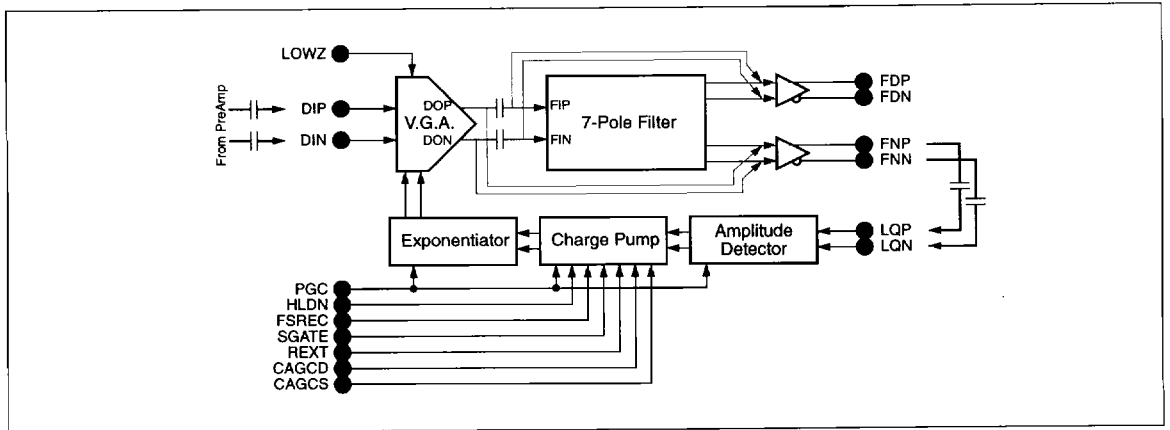 LOWZ
From PreAmp
DIP
DIN
DOP
V.G.A.
DON
FIP
FIN
7-Pole Filter
FDP
FDN
FNP
FNN
Exponentiator
Charge Pump
Amplitude
Detector
LQP
LQN
PGC
HLDN
FSREC
SGATE
REXT
CAGCD
CAGCS